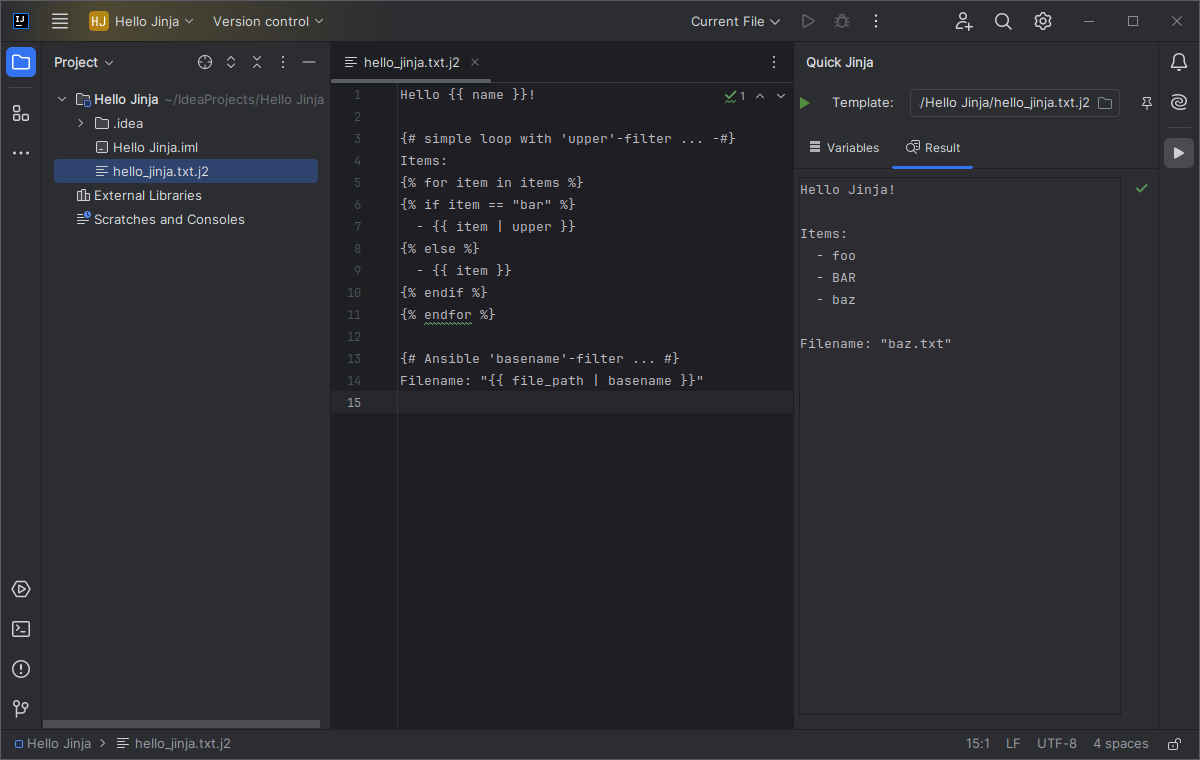 IJ
HJ Hello Jinja Version control Current File
Project
Hello Jinja ~/IdeaProjects/Hello Jinja
.idea
Hello Jinja.iml
hello_jinja.txt.j2
External Libraries
Scratches and Consoles
hello_jinja.txt.j2
1 Hello {{ name }}!
1
2
3 {# simple loop with 'upper'-filter ... -#}
4 Items:
5 {% for item in items %}
6 {% if item == "bar" %}
7   - {{ item | upper }}
8 {% else %}
9   - {{ item }}
10 {% endif %}
11 {% endfor %}
12
13 {# Ansible 'basename'-filter ... #}
14 Filename: "{{ file_path | basename }}"
15
Quick Jinja
Template: /Hello Jinja/hello_jinja.txt.j2
Variables Result
Hello Jinja!
Items:
  - foo
  - BAR
  - baz
Filename: "baz.txt"
Hello Jinja hello_jinja.txt.j2 15:1 LF UTF-8 4 spaces